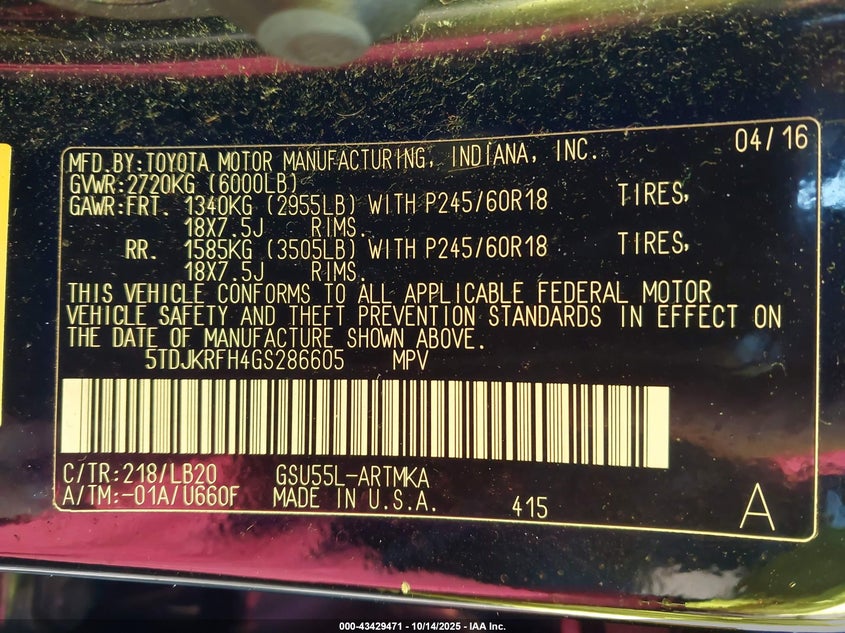 04/16
MFD.BY:TOYOTA MOTOR MANUFACTURING, INDIANA, INC.
GVWR:2720KG (6000LB)
GAWR:FRT. 1340KG (2955LB) WITH P245/60R18 TIRES,
18X7.5J RIMS.
RR. 1585KG (3505LB) WITH P245/60R18 TIRES,
18X7.5J RIMS.
THIS VEHICLE CONFORMS TO ALL APPLICABLE FEDERAL MOTOR
VEHICLE SAFETY AND THEFT PREVENTION STANDARDS IN EFFECT ON
THE DATE OF MANUFACTURE SHOWN ABOVE.
5TDJKRFH4GS286605 MPV
C/TR:218/LB20 GSU55L-ARTMKA
A/TM:-01A/U660F MADE IN U.S.A. 415 A
000-43429471 - 10/14/2025 - IAA Inc.